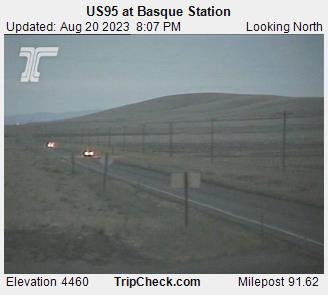 US95 at Basque Station
Updated: Aug 20 2023 8:07 PM Looking North
Elevation 4460 TripCheck.com Milepost 91.62